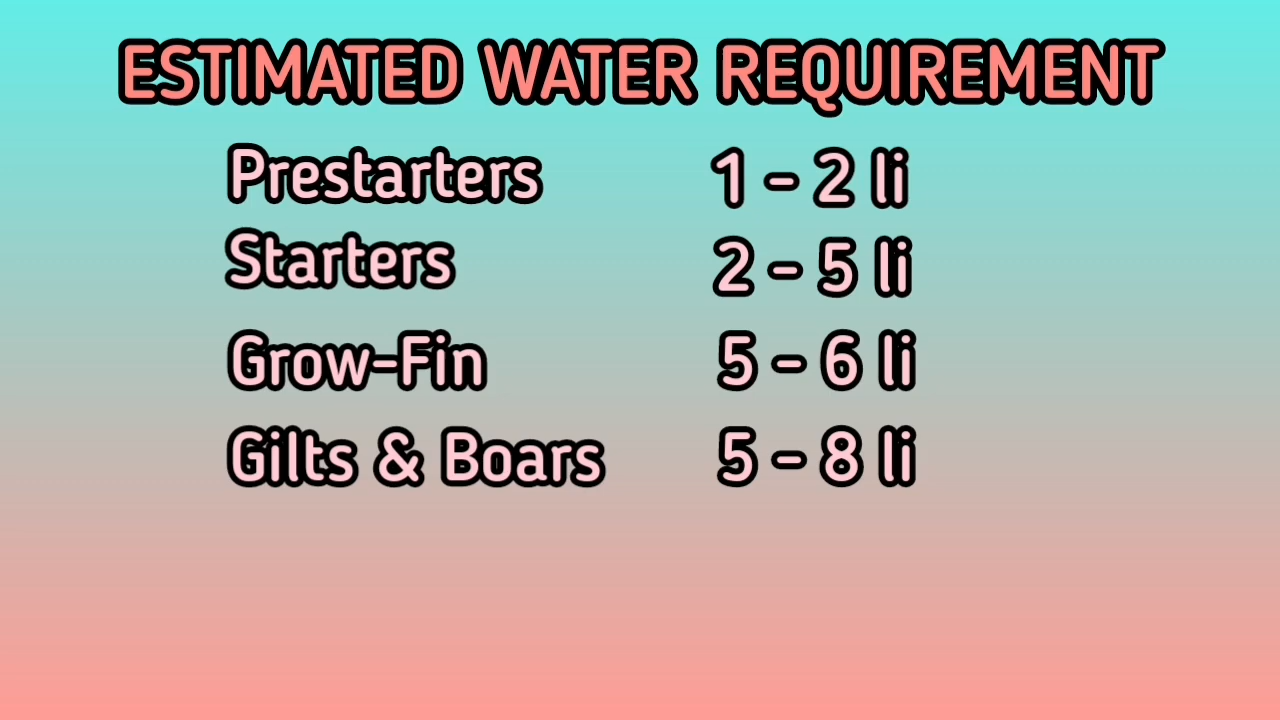 ESTIMATED WATER REQUIREMENT
Prestarters 1 - 2 li
Starters 2 - 5 li
Grow-Fin 5 - 6 li
Gilts & Boars 5 - 8 li